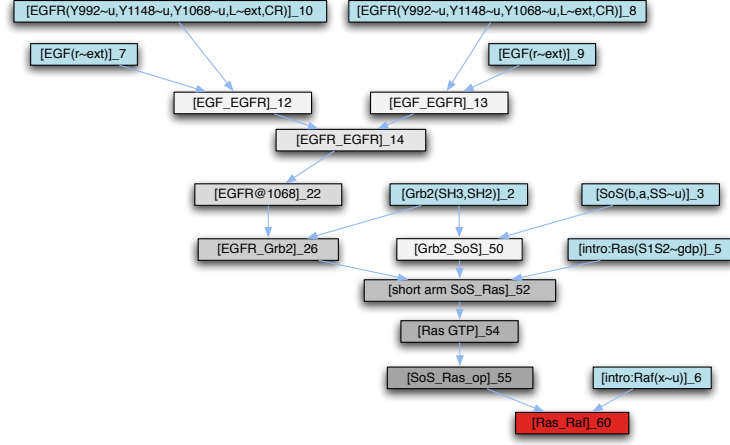 [EGFR(Y992~u,Y1148~u,Y1068~u,L~ext,CR)]_10
[EGFR(Y992~u,Y1148~u,Y1068~u,L~ext,CR)]_8
[EGF(r~ext)]_7
[EGF(r~ext)]_9
[EGF_EGFR]_12
[EGF_EGFR]_13
[EGFR_EGFR]_14
[EGFR@1068]_22
[Grb2(SH3,SH2)]_2
[SoS(b,a,SS~u)]_3
[EGFR_Grb2]_26
[Grb2_SoS]_50
[intro:Ras(S1S2~gdp)]_5
[short arm SoS_Ras]_52
[Ras GTP]_54
[SoS_Ras_op]_55
[intro:Raf(x~u)]_6
[Ras_Raf]_60